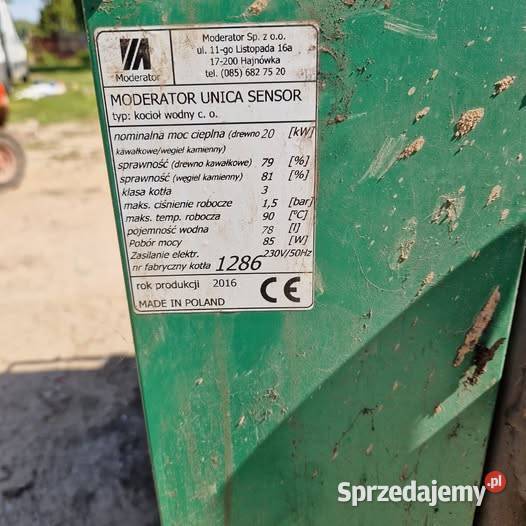 Moderator
Moderator Sp. z o.o.
ul. 11-go Listopada 16a
17-200 Hajnówka
tel. (085) 682 75 20
MODERATOR UNICA SENSOR
typ: kocioł wodny c. o.
nominalna moc cieplna (drewno 20 [kW]
kawałkowe/węgiel kamienny)
sprawność (drewno kawałkowe) 79 [%]
sprawność (węgiel kamienny) 81 [%]
klasa kotła 3
maks. ciśnienie robocze 1,5 [bar]
maks. temp. robocza 90 [°C]
pojemność wodna 78 [l]
Pobór mocy 85 [W]
Zasilanie elektr. 230V/50Hz
nr fabryczny kotła 1286
rok produkcji 2016
MADE IN POLAND
CE
Sprzedajemy.pl